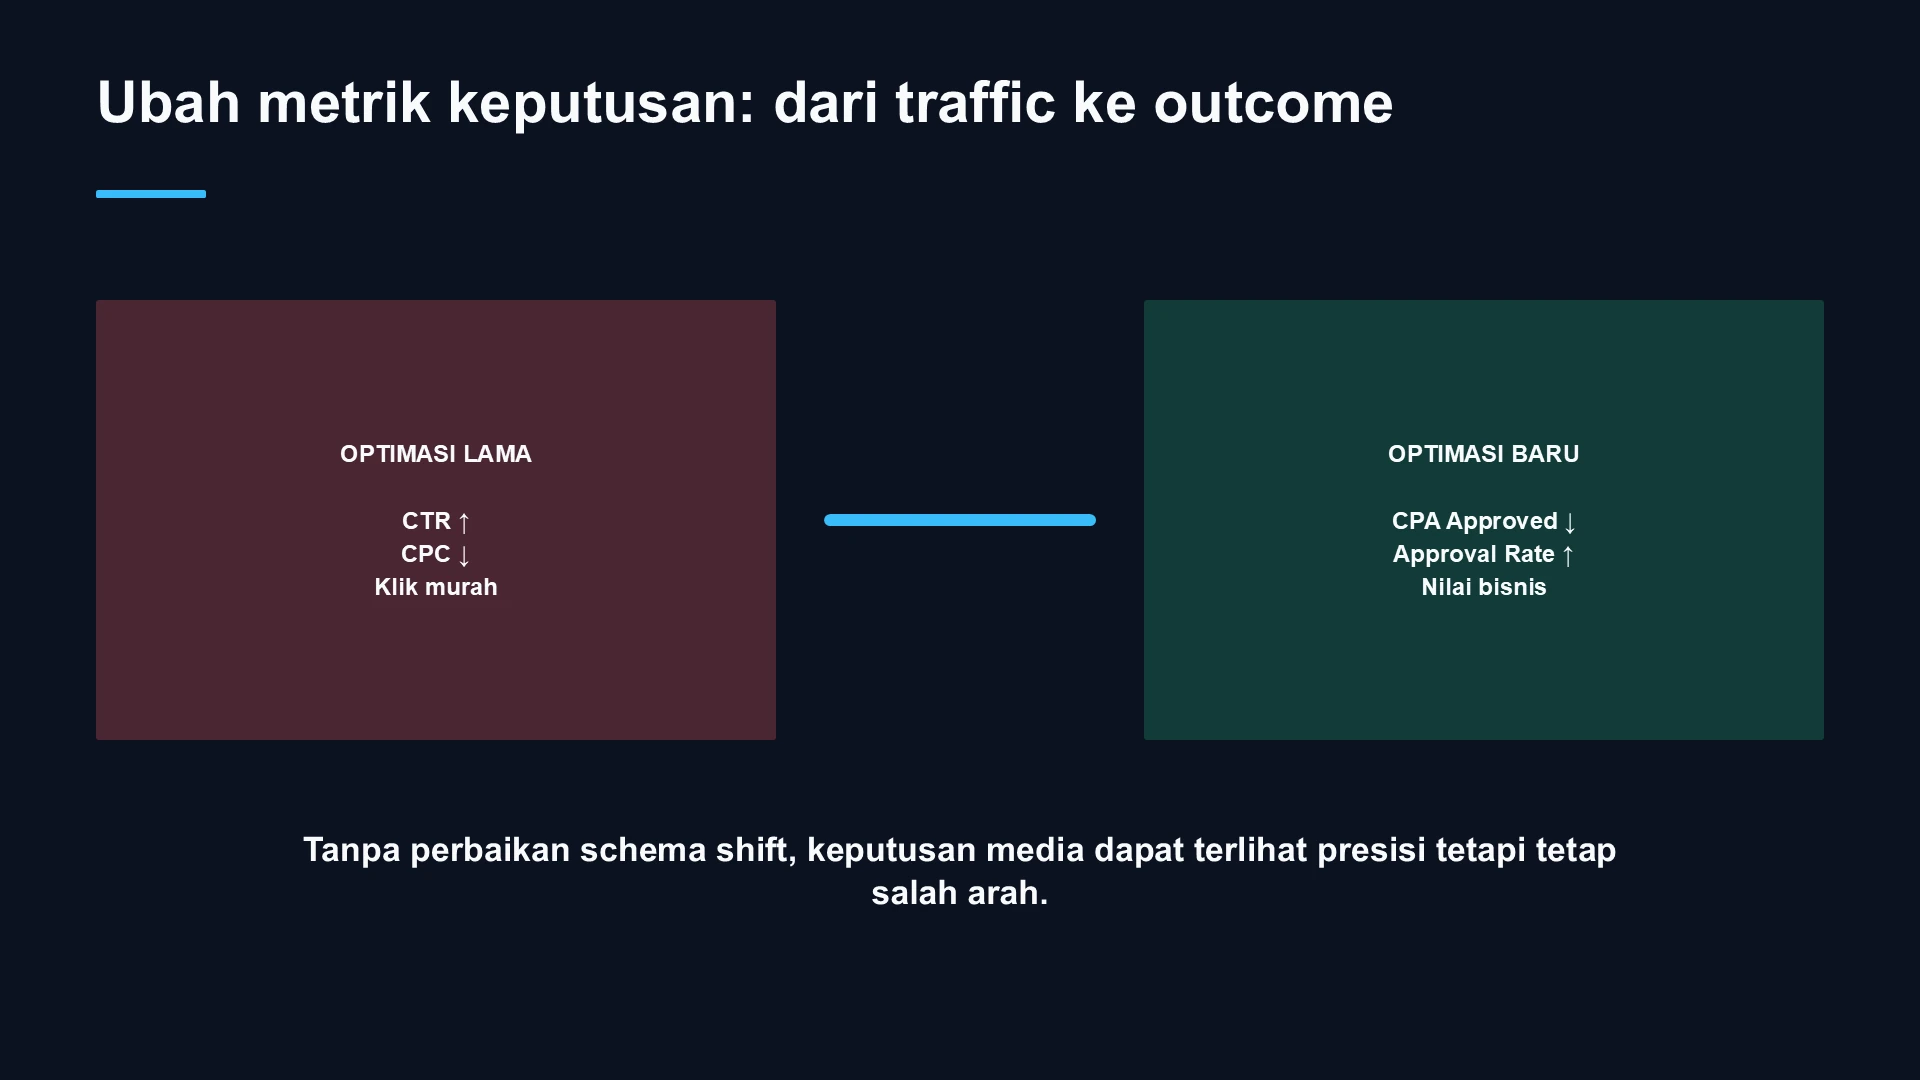 Ubah metrik keputusan: dari traffic ke outcome
OPTIMASI LAMA
CTR ↑
CPC ↓
Klik murah
OPTIMASI BARU
CPA Approved ↓
Approval Rate ↑
Nilai bisnis
Tanpa perbaikan schema shift, keputusan media dapat terlihat presisi tetapi tetap
salah arah.